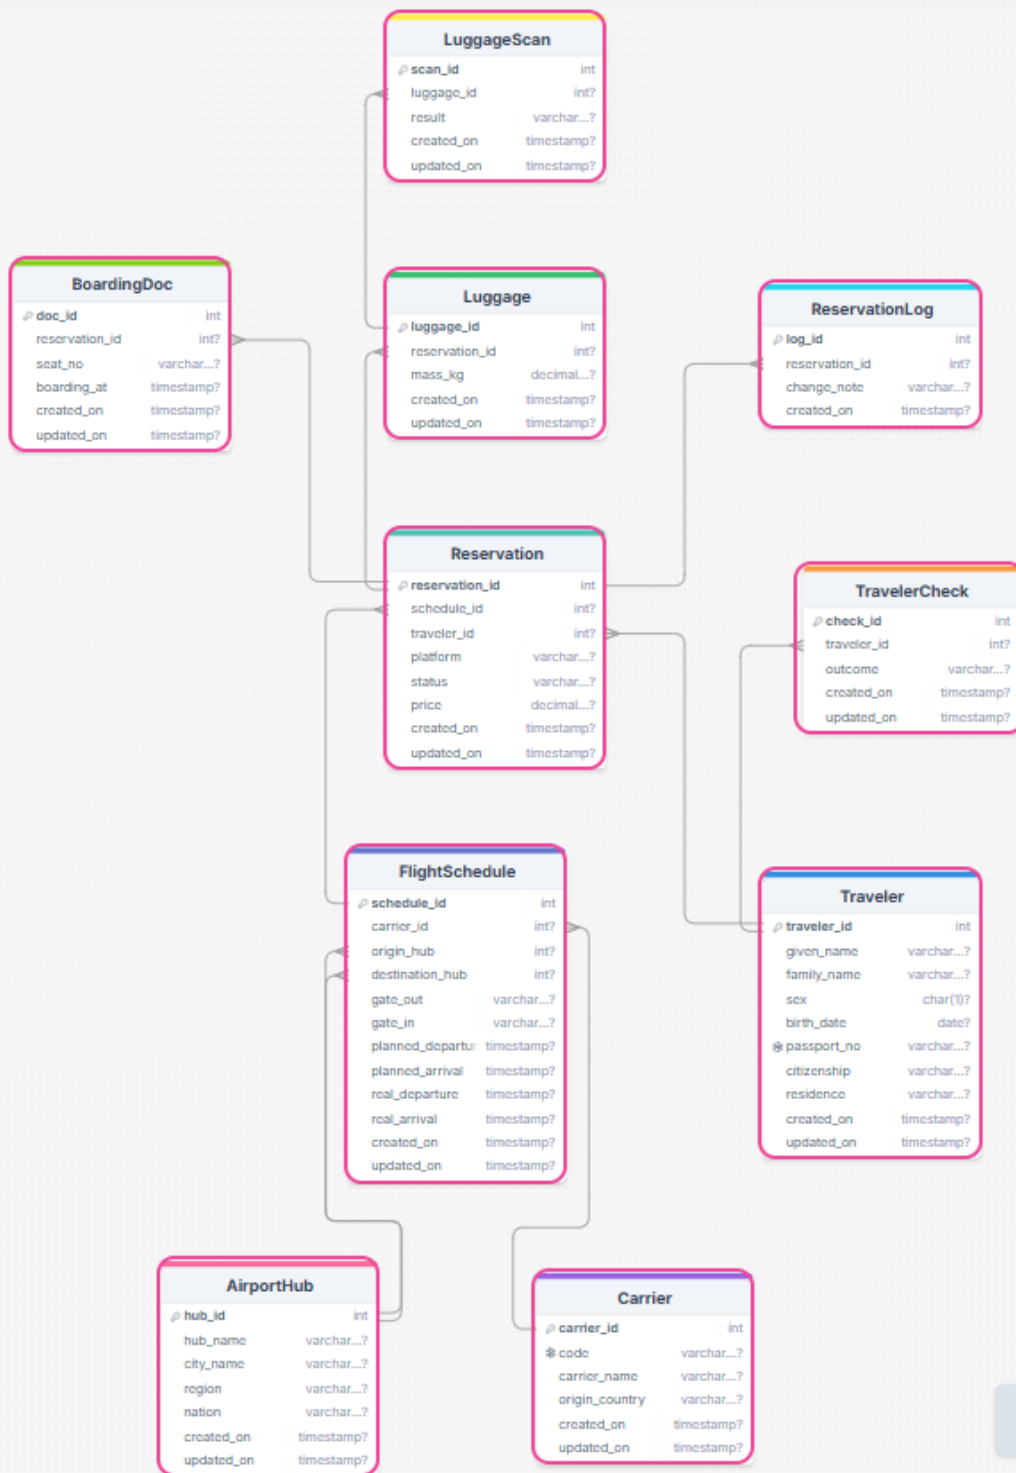 LuggageScan
scan_id int
luggage_id int?
result varchar...?
created_on timestamp?
updated_on timestamp?
BoardingDoc
doc_id int
reservation_id int?
seat_no varchar...?
boarding_at timestamp?
created_on timestamp?
updated_on timestamp?
Luggage
luggage_id int
reservation_id int?
mass_kg decimal...?
created_on timestamp?
updated_on timestamp?
ReservationLog
log_id int
reservation_id int?
change_note varchar...?
created_on timestamp?
Reservation
reservation_id int
schedule_id int?
traveler_id int?
platform varchar...?
status varchar...?
price decimal...?
created_on timestamp?
updated_on timestamp?
TravelerCheck
check_id int
traveler_id int?
outcome varchar...?
created_on timestamp?
updated_on timestamp?
FlightSchedule
schedule_id int
carrier_id int?
origin_hub int?
destination_hub int?
gate_out varchar...?
gate_in varchar...?
planned_departu timestamp?
planned_arrival timestamp?
real_departure timestamp?
real_arrival timestamp?
created_on timestamp?
updated_on timestamp?
Traveler
traveler_id int
given_name varchar...?
family_name varchar...?
sex char(1)?
birth_date date?
passport_no varchar...?
citizenship varchar...?
residence varchar...?
created_on timestamp?
updated_on timestamp?
AirportHub
hub_id int
hub_name varchar...?
city_name varchar...?
region varchar...?
nation varchar...?
created_on timestamp?
updated_on timestamp?
Carrier
carrier_id int
code varchar...?
carrier_name varchar...?
origin_country varchar...?
created_on timestamp?
updated_on timestamp?